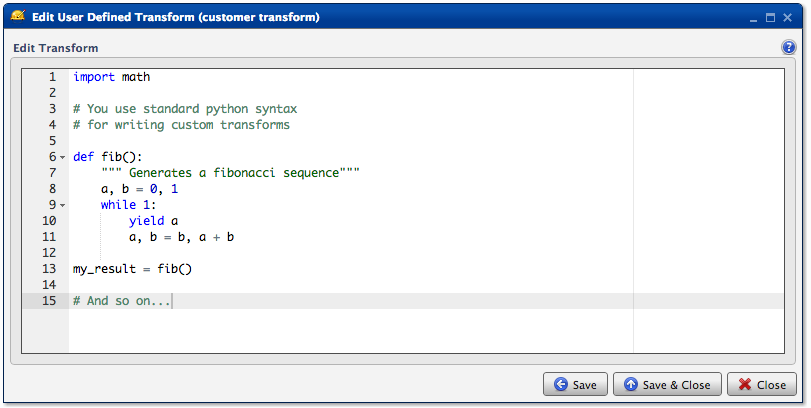 Edit User Defined Transform (customer transform)
Edit Transform
?
1 import math
2
3 # You use standard python syntax
4 # for writing custom transforms
5
6 def fib():
7     """ Generates a fibonacci sequence"""
8     a, b = 0, 1
9     while 1:
10         yield a
11         a, b = b, a + b
12
13 my_result = fib()
14
15 # And so on...
Save Save & Close Close